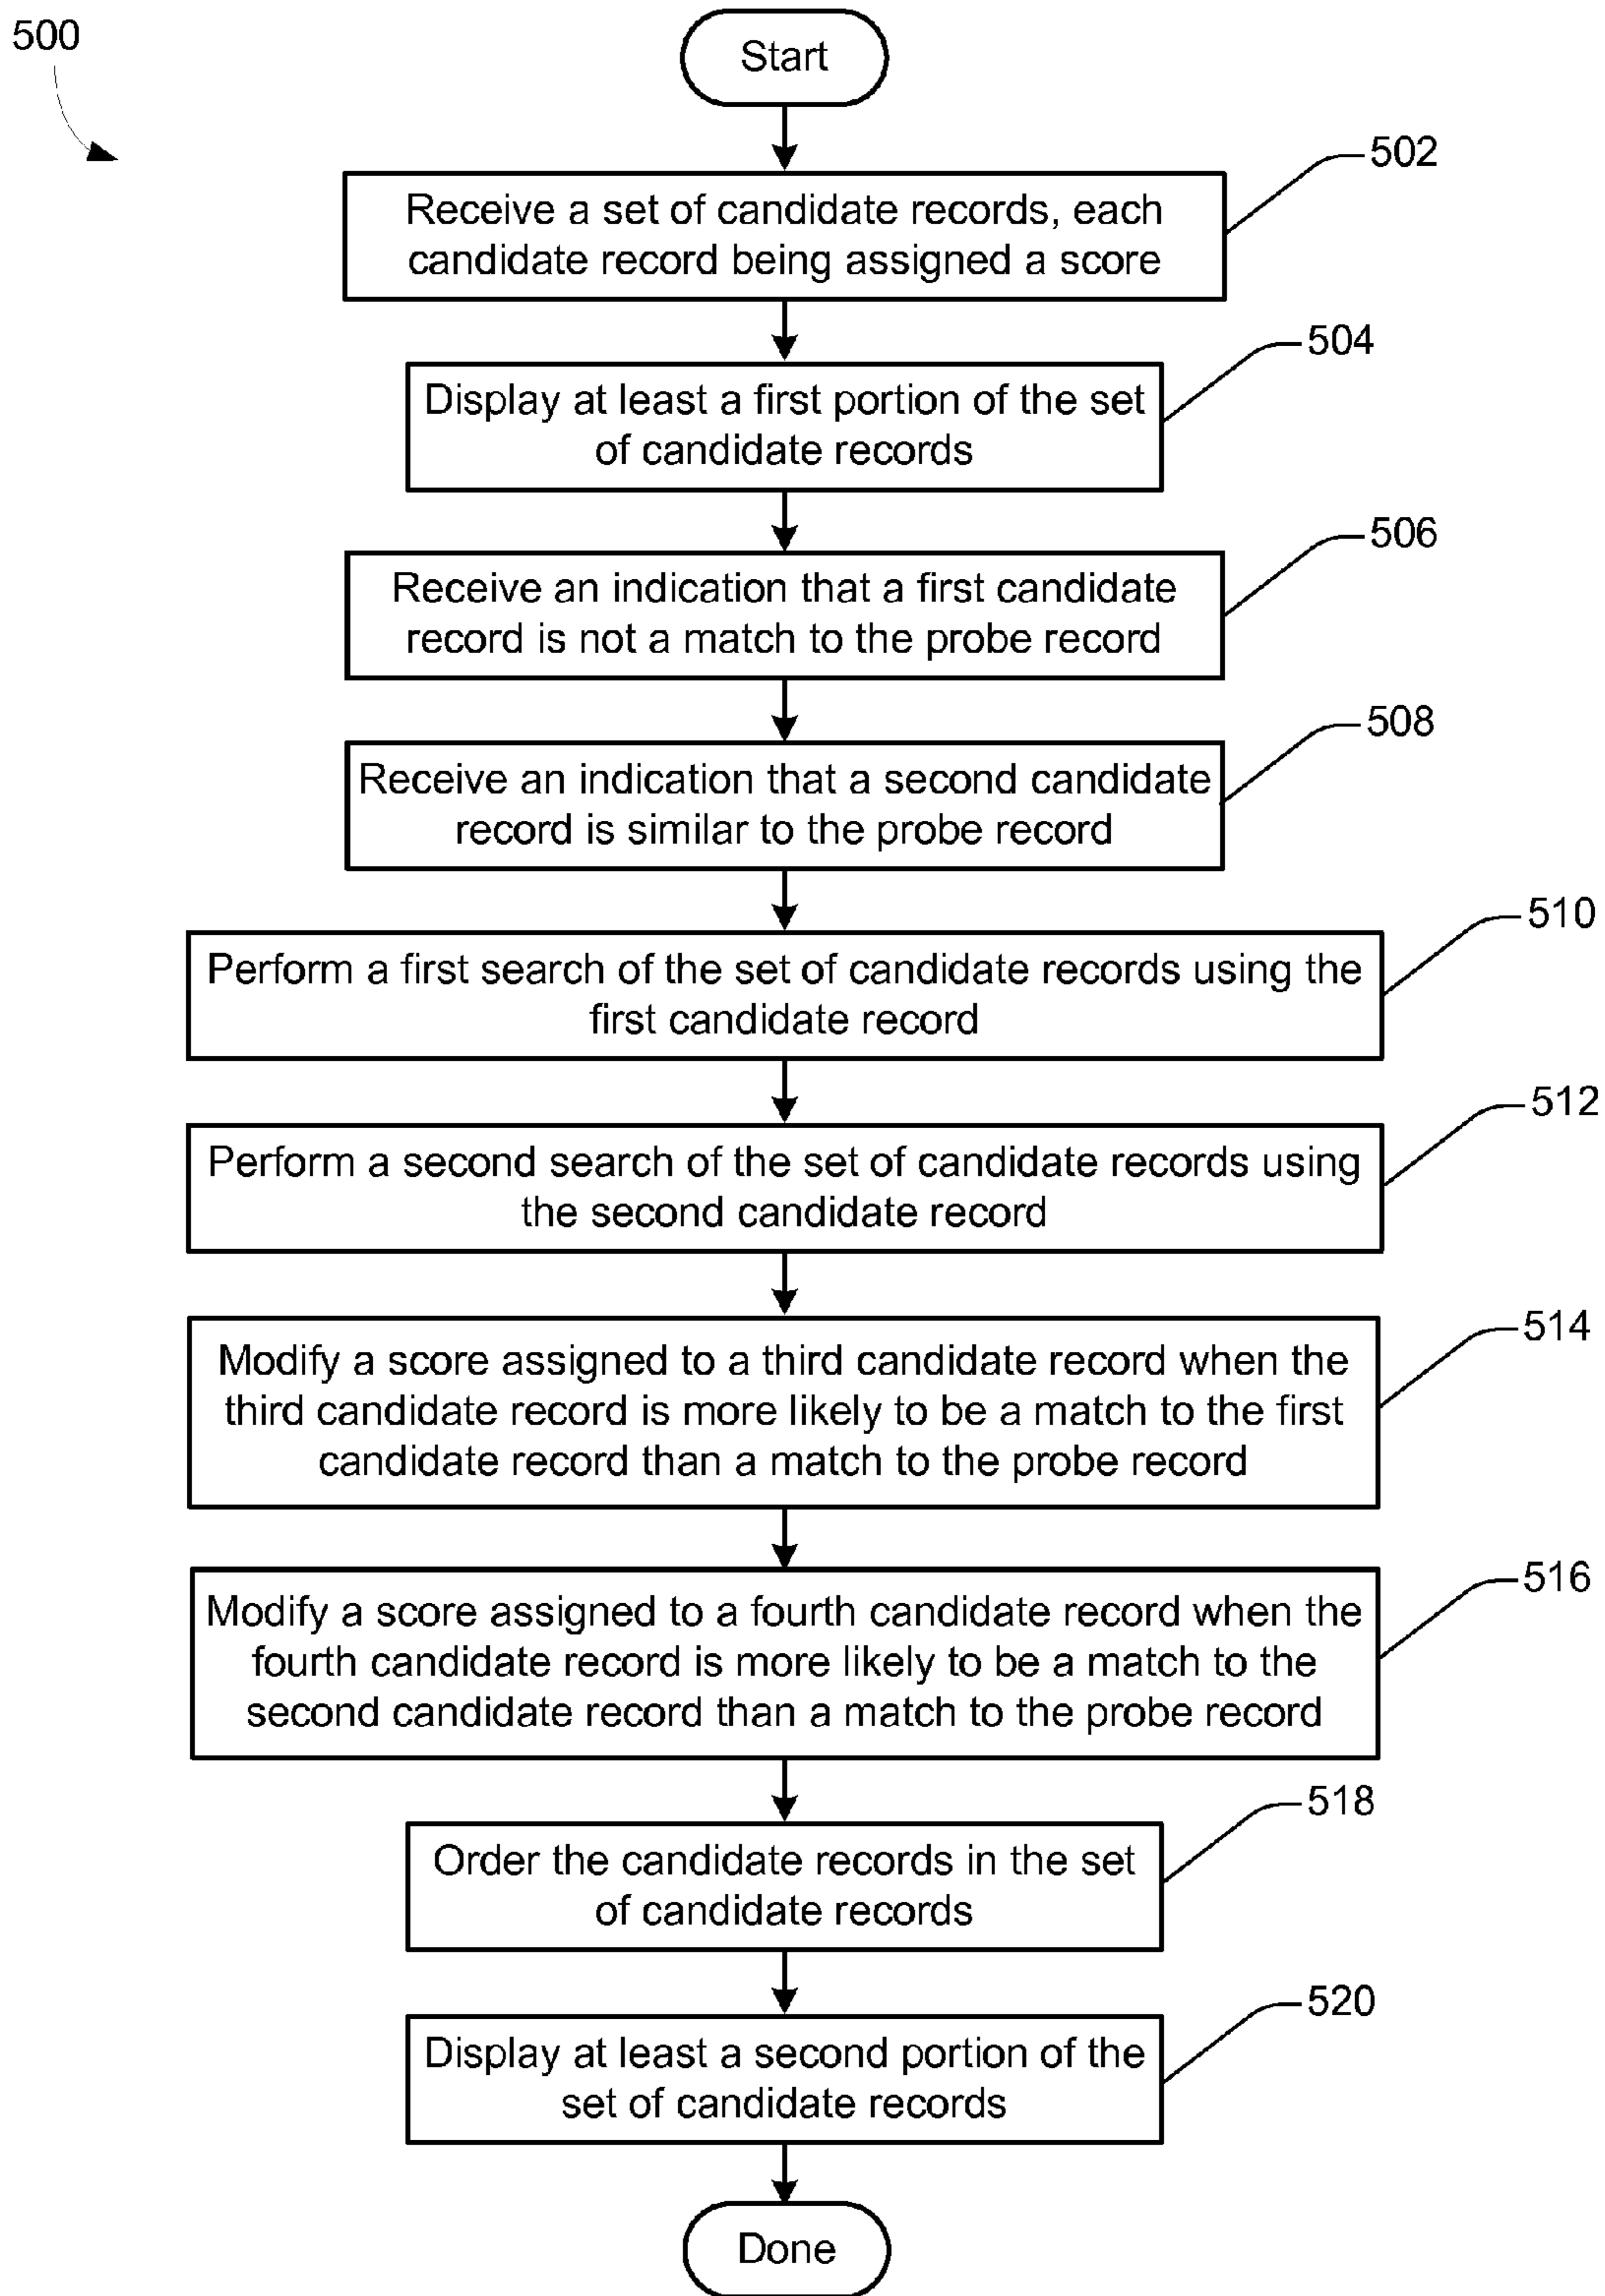 500
Start
502
Receive a set of candidate records, each
candidate record being assigned a score
504
Display at least a first portion of the set
of candidate records
506
Receive an indication that a first candidate
record is not a match to the probe record
508
Receive an indication that a second candidate
record is similar to the probe record
510
Perform a first search of the set of candidate records using the
first candidate record
512
Perform a second search of the set of candidate records using
the second candidate record
514
Modify a score assigned to a third candidate record when the
third candidate record is more likely to be a match to the first
candidate record than a match to the probe record
516
Modify a score assigned to a fourth candidate record when the
fourth candidate record is more likely to be a match to the
second candidate record than a match to the probe record
518
Order the candidate records in the set
of candidate records
520
Display at least a second portion of the
set of candidate records
Done